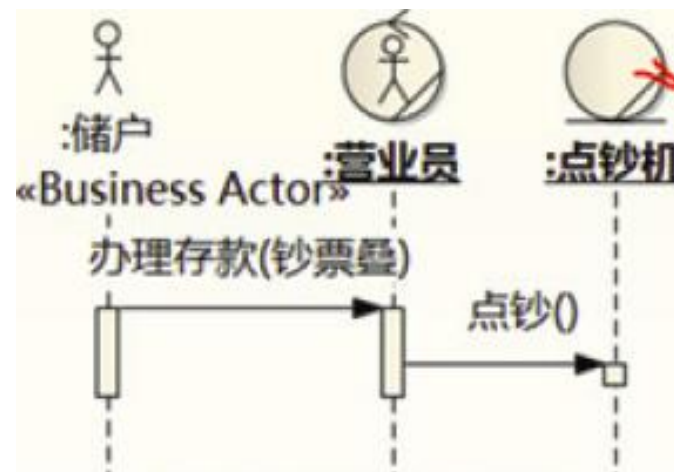 :储户
«Business Actor»
:营业员
:点钞机
办理存款(钞票叠)
点钞()